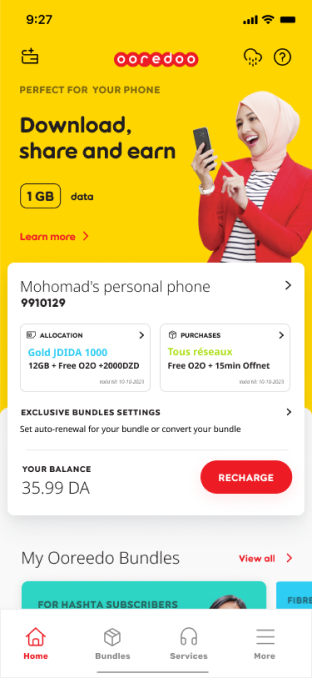 9:27
ooredoo
PERFECT FOR YOUR PHONE
Download,
share and earn
1 GB data
Learn more
Mohomad's personal phone
9910129
ALLOCATION
Gold JDIDA 1000
12GB + Free O2O +2000DZD
Valid till: 10-10-2023
PURCHASES
Tous réseaux
Free O2O + 15min Offnet
Valid till: 10-10-2023
EXCLUSIVE BUNDLES SETTINGS
Set auto-renewal for your bundle or convert your bundle
YOUR BALANCE
35.99 DA
RECHARGE
My Ooreedo Bundles
View all
FOR HASHTA SUBSCRIBERS
FIBRE
Home
Bundles
Services
More